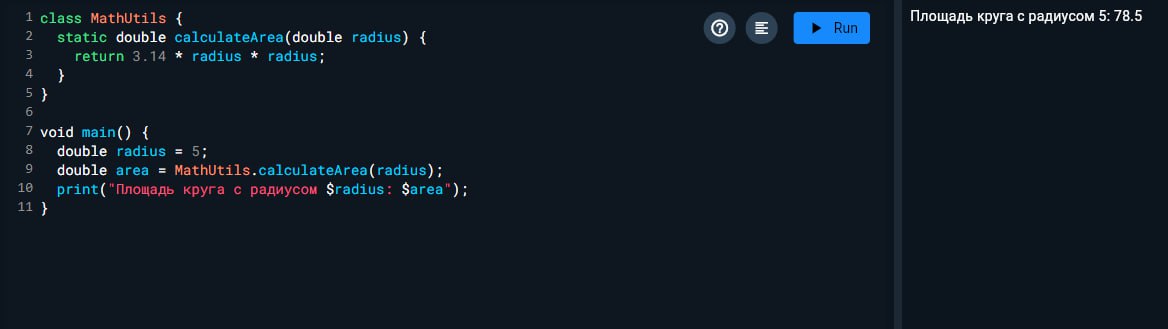 1 class MathUtils {
2 static double calculateArea(double radius) {
3 return 3.14 * radius * radius;
4 }
5 }
6
7 void main() {
8 double radius = 5;
9 double area = MathUtils.calculateArea(radius);
10 print("Площадь круга с радиусом $radius: $area");
11 }
Run
Площадь круга с радиусом 5: 78.5